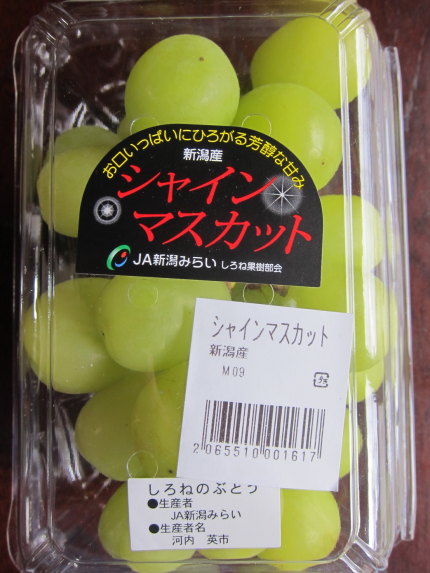 お口いっぱいにひろがる芳醇な甘み
新潟産
シャイン
マスカット
JA新潟みらい しろね果樹部会
シャインマスカット
新潟産
M09
2 065510 001617
しろねのぶどう
●生産者
JA新潟みらい
●生産者名
河内 英市